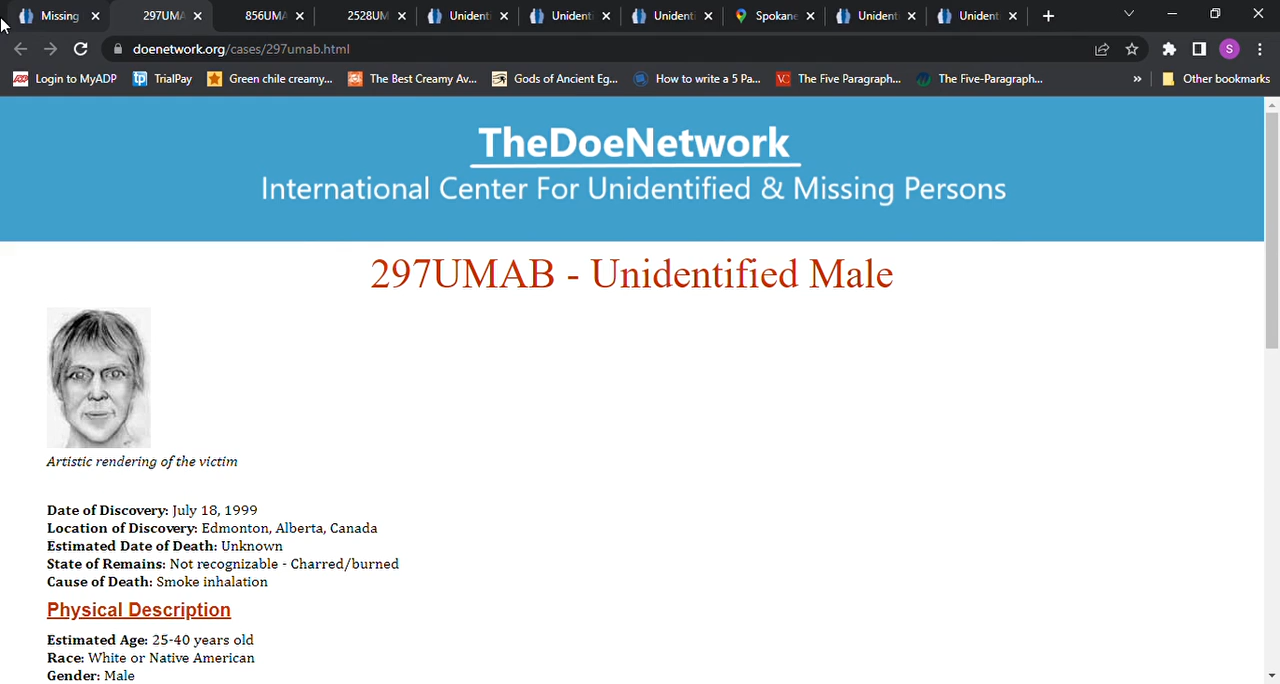 Missing
297UMA
856UMA
2528UM
Unidenti
Unidenti
Unidenti
Spokane
Unidenti
Unidenti
doenetwork.org/cases/297umab.html
S
Login to MyADP
TrialPay
Green chile creamy...
The Best Creamy Av...
Gods of Ancient Eg...
How to write a 5 Pa...
The Five Paragraph...
The Five-Paragraph...
»
Other bookmarks
TheDoeNetwork
International Center For Unidentified & Missing Persons
297UMAB - Unidentified Male
Artistic rendering of the victim
Date of Discovery: July 18, 1999
Location of Discovery: Edmonton, Alberta, Canada
Estimated Date of Death: Unknown
State of Remains: Not recognizable - Charred/burned
Cause of Death: Smoke inhalation
Physical Description
Estimated Age: 25-40 years old
Race: White or Native American
Gender: Male